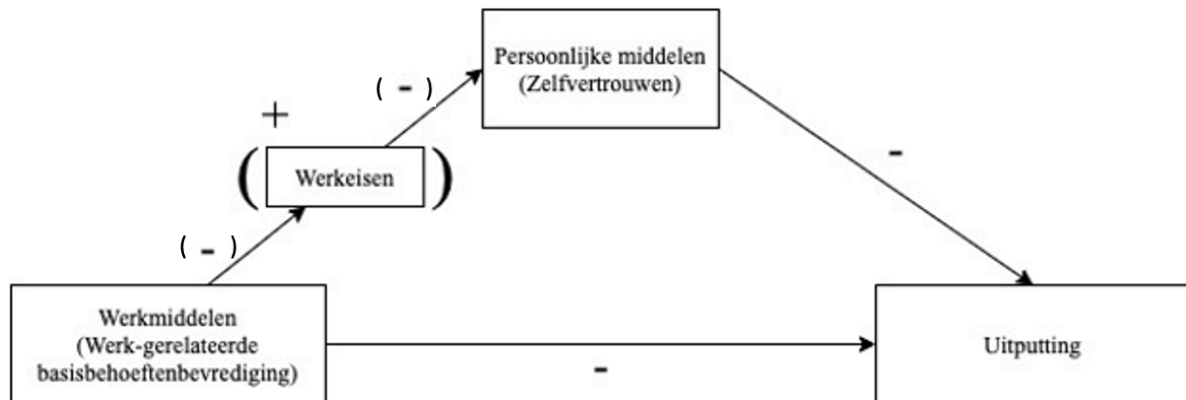 Persoonlijke middelen
(Zelfvertrouwen)
( - )
+
( Werkeisen )
-
( - )
Werkmiddelen
(Werk-gerelateerde
basisbehoeftenbevrediging)
Uitputting
-